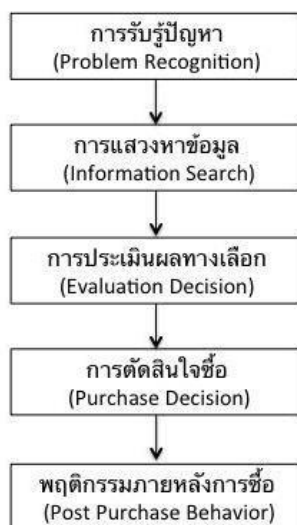 การรับรู้ปัญหา
(Problem Recognition)
การแสวงหาข้อมูล
(Information Search)
การประเมินผลทางเลือก
(Evaluation Decision)
การตัดสินใจซื้อ
(Purchase Decision)
พฤติกรรมภายหลังการซื้อ
(Post Purchase Behavior)